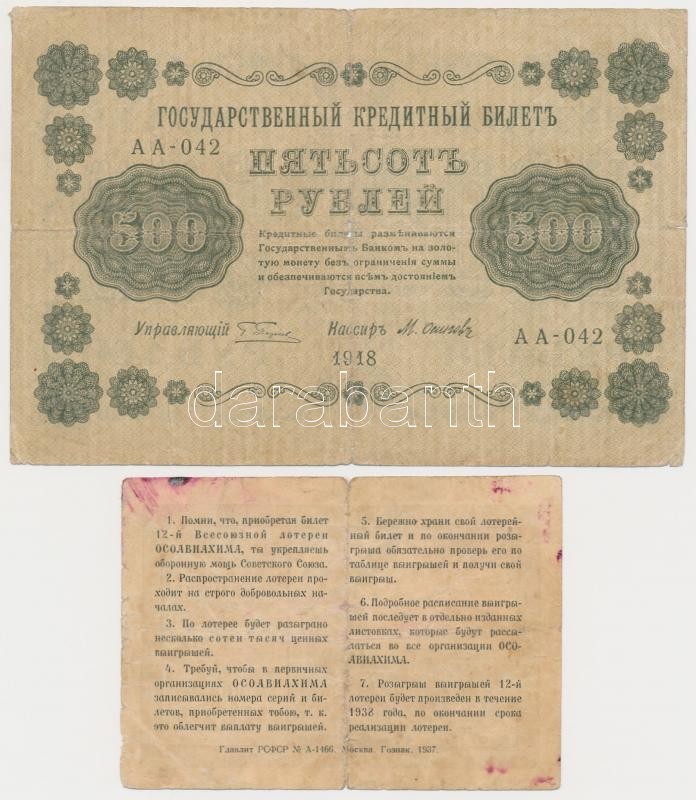 ГОСУДАРСТВЕННЫЙ КРЕДИТНЫЙ БИЛЕТЪ
АА-042
ПЯТЬСОТЪ
РУБЛЕЙ
500
500
Кредитные билеты размѣниваются
Государственнымъ Банкомъ на золо-
тую монету безъ ограниченія суммы
и обезпечиваются всѣмъ достояніемъ
Государства.
Управляющій
Кассиръ
АА-042
1918
darabanth
1. Помни, что, приобретая билет
12-й Всесоюзной лотереи
ОСОАВИАХИМА, ты укрепляешь
оборонную мощь Советского Союза.
2. Распространение лотереи про-
ходит на строго добровольных на-
чалах.
3. По лотерее будет разыграно
несколько сотен тысяч ценных
выигрышей.
4. Требуй, чтобы в первичных
организациях ОСОАВИАХИМА
записывались номера серий и би-
летов, приобретенных тобою, т. к.
это облегчит выплату выигрышей.
5. Бережно храни свой лотерей-
ный билет и по окончании розы-
грыша обязательно проверь его по
таблице выигрышей и получи свой
выигрыш.
6. Подробное расписание выигры-
шей последует в отдельно изданных
листовках, которые будут рассы-
латься во все организации ОСО-
АВИАХИМА.
7. Розыгрыш выигрышей 12-й
лотереи будет произведен в течение
1938 года, по окончании срока
реализации лотереи.
Главлит РСФСР № А-1466. Москва. Гознак. 1937.